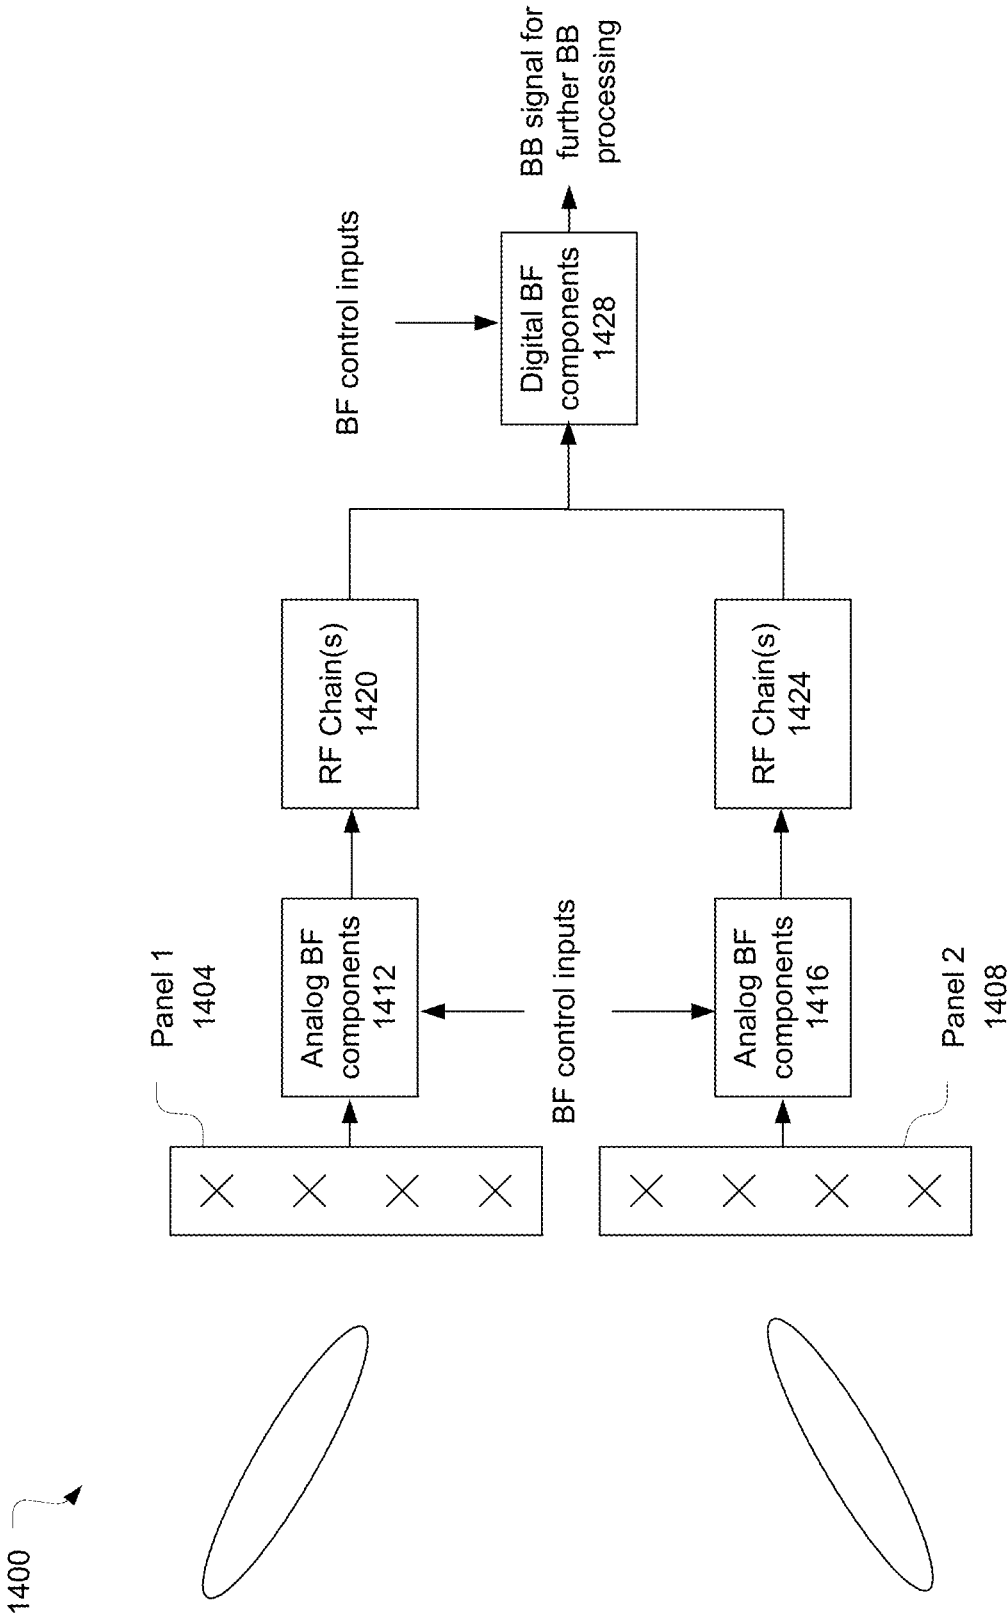 1400
Panel 1
1404
Analog BF
components
1412
RF Chain(s)
1420
BF control inputs
BF control inputs
Digital BF
components
1428
BB signal for
further BB
processing
Analog BF
components
1416
RF Chain(s)
1424
Panel 2
1408